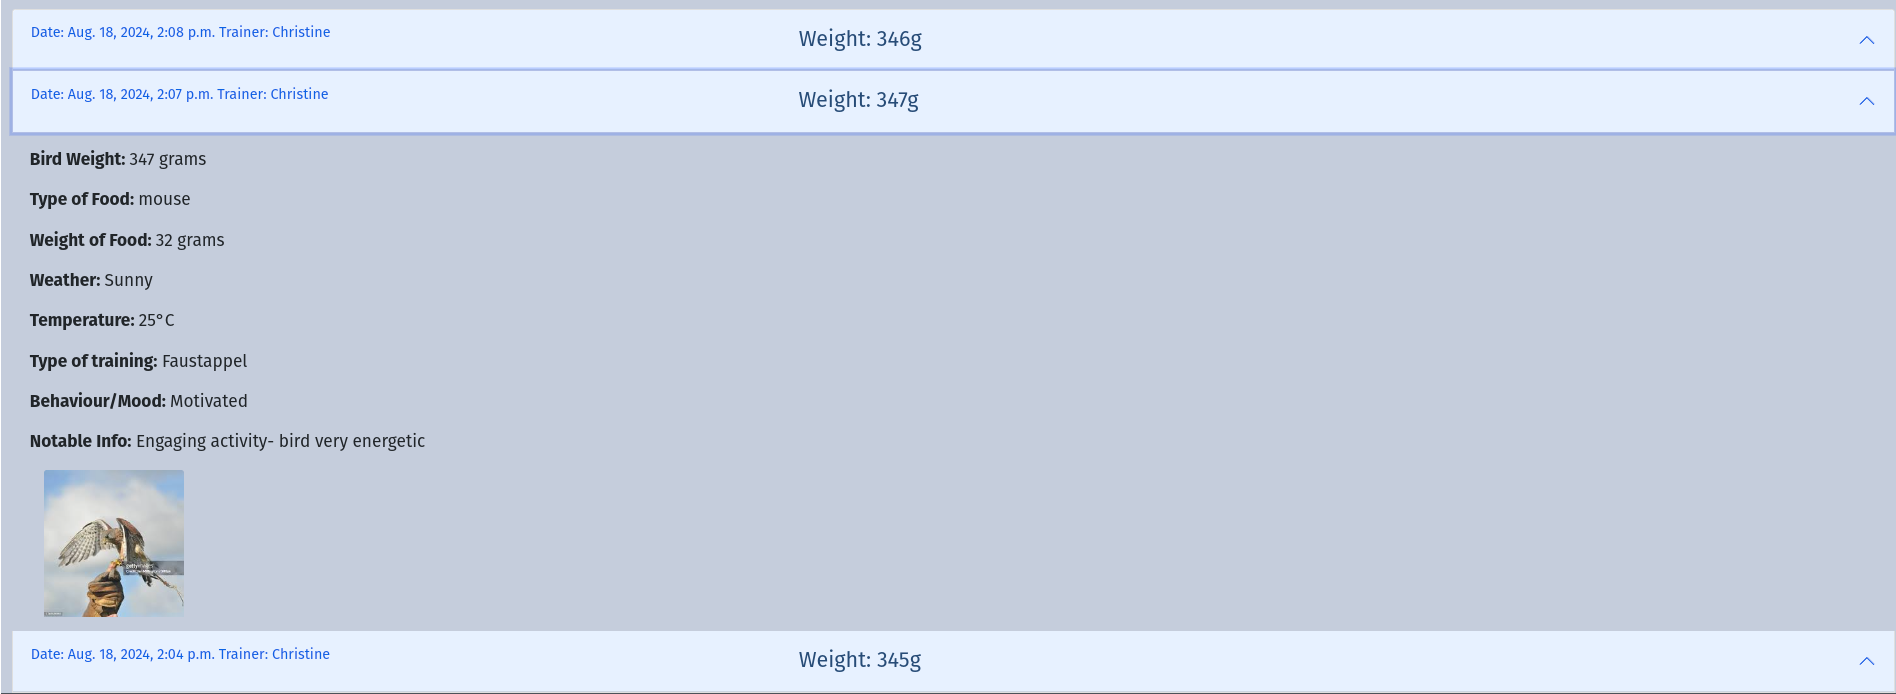 Date: Aug. 18, 2024, 2:08 p.m. Trainer: Christine
Weight: 346g
Date: Aug. 18, 2024, 2:07 p.m. Trainer: Christine
Weight: 347g
Bird Weight: 347 grams
Type of Food: mouse
Weight of Food: 32 grams
Weather: Sunny
Temperature: 25°C
Type of training: Faustappel
Behaviour/Mood: Motivated
Notable Info: Engaging activity- bird very energetic
gettyimages
Date: Aug. 18, 2024, 2:04 p.m. Trainer: Christine
Weight: 345g